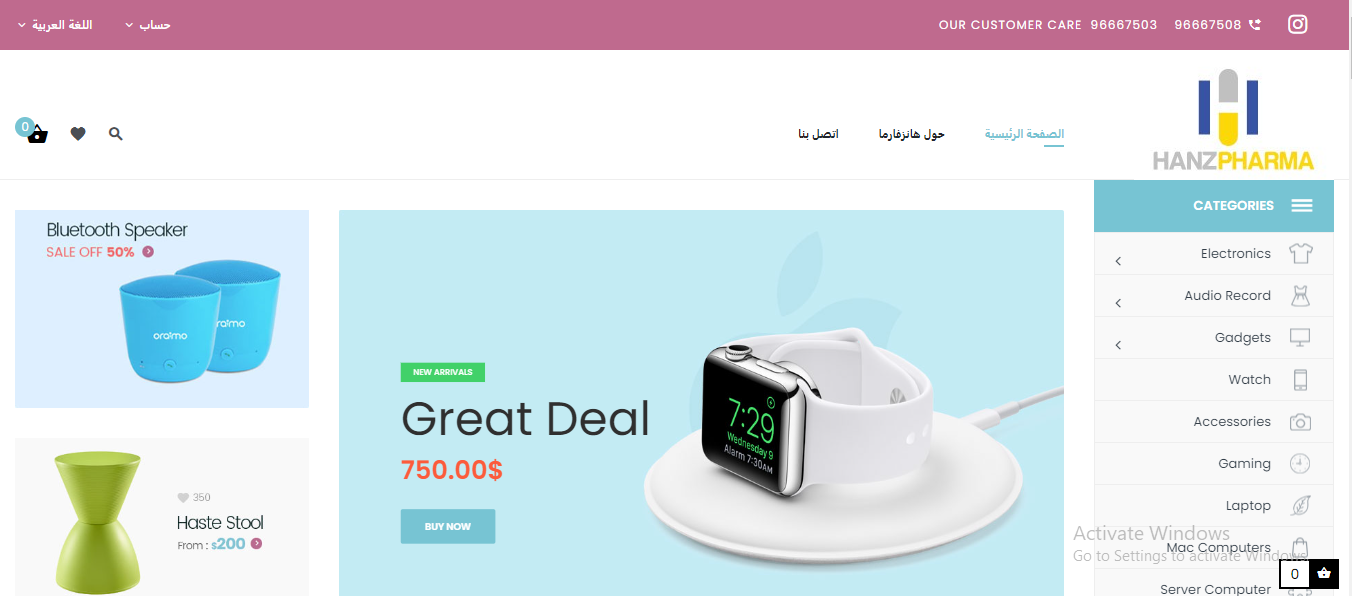 اللغة العربية
حساب
OUR CUSTOMER CARE 96667503 96667508
0
اتصل بنا
حول هانزفارما
الصفحة الرئيسية
HANZPHARMA
Bluetooth Speaker
SALE OFF 50%
oraimo
oraimo
350
Haste Stool
From : $200
NEW ARRIVALS
Great Deal
750.00$
BUY NOW
7:29
Wednesday 9
Alarm 7:30AM
CATEGORIES
Electronics
Audio Record
Gadgets
Watch
Accessories
Gaming
Laptop
Mac Computers
Server Computer
Activate Windows
Go to Settings to activate Windows.
0